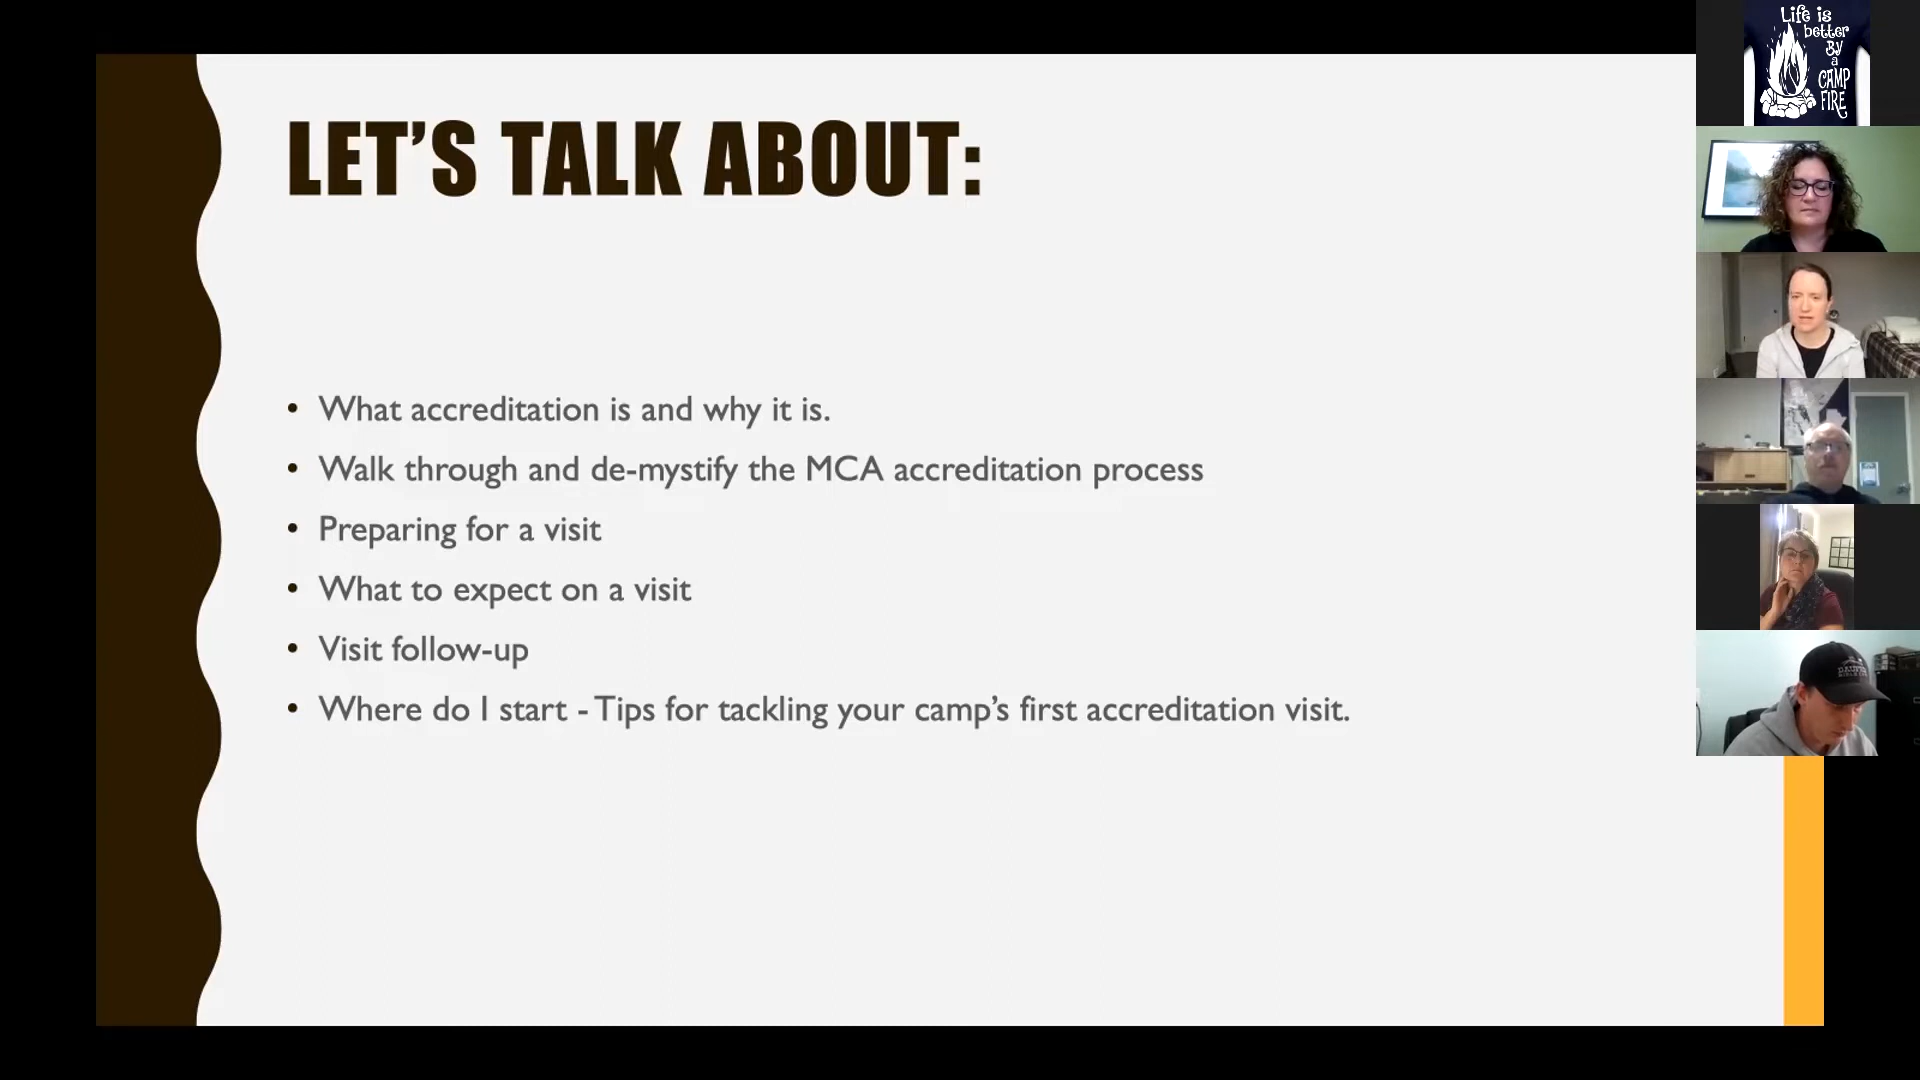 LET'S TALK ABOUT:
• What accreditation is and why it is.
• Walk through and de-mystify the MCA accreditation process
• Preparing for a visit
• What to expect on a visit
• Visit follow-up
• Where do I start - Tips for tackling your camp's first accreditation visit.
Life is
better
By
a
CAMP
FIRE